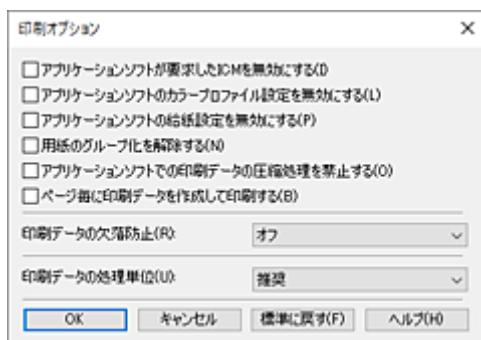 印刷オプション
アプリケーションソフトが要求したICMを無効にする(I
アプリケーションソフトのカラープロファイル設定を無効にする(L)
アプリケーションソフトの給紙設定を無効にする(P)
用紙のグループ化を解除する(N)
アプリケーションソフトでの印刷データの圧縮処理を禁止する(O)
ページ毎に印刷データを作成して印刷する(B)
印刷データの欠落防止(R): オフ
印刷データの処理単位(U): 推奨
OK キャンセル 標準に戻す(F) ヘルプ(H)